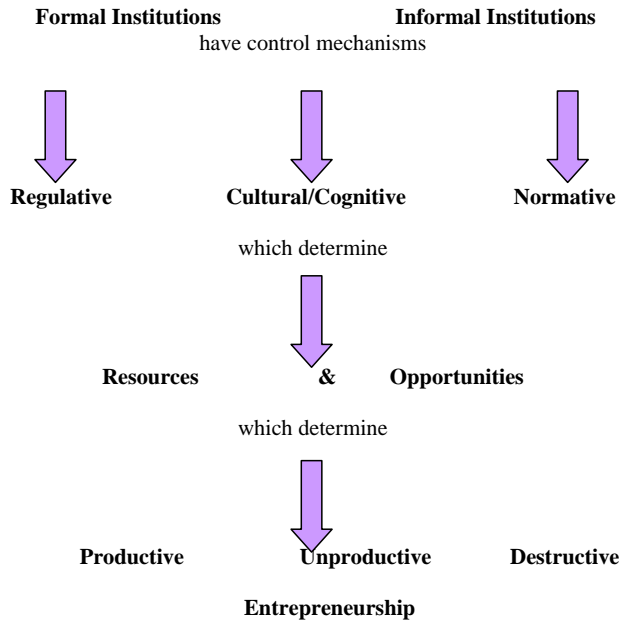 Formal Institutions Informal Institutions
have control mechanisms
Regulative Cultural/Cognitive Normative
which determine
Resources & Opportunities
which determine
Productive Unproductive Destructive
Entrepreneurship